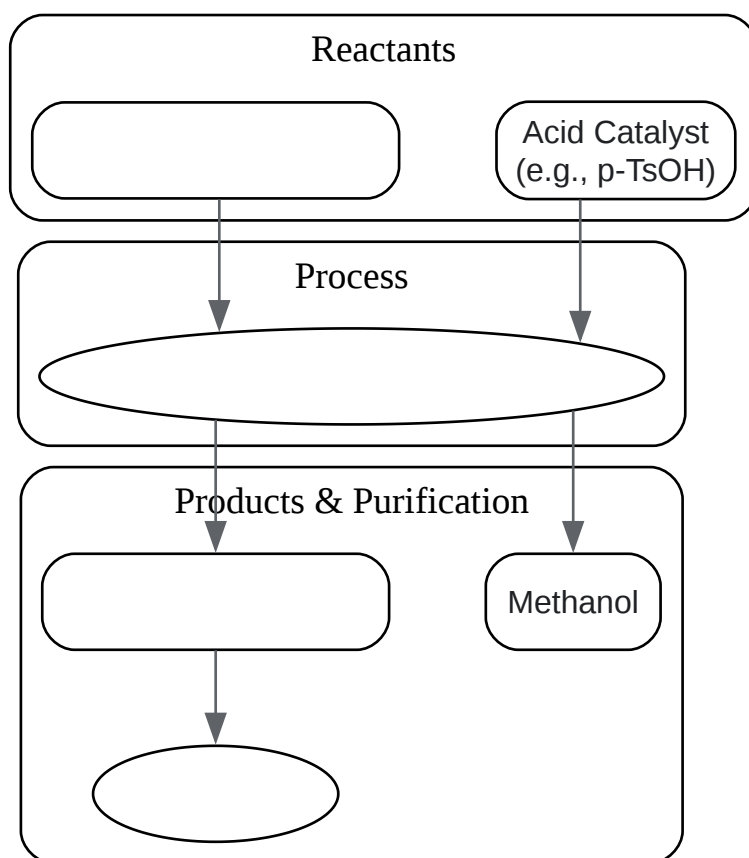 Reactants
Acid Catalyst
(e.g., p-TsOH)
Process
Products & Purification
Methanol